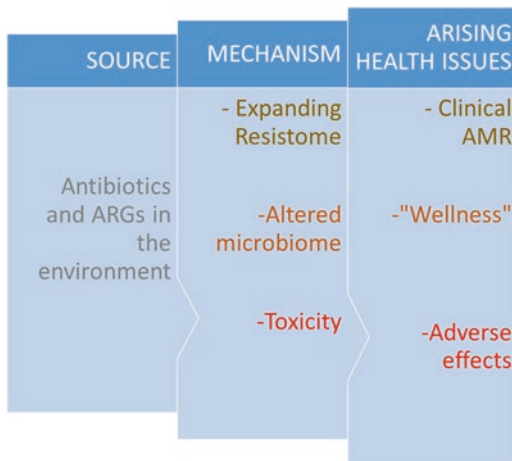 SOURCE
Antibiotics
and ARGs in
the
environment
MECHANISM
- Expanding
Resistome
-Altered
microbiome
-Toxicity
ARISING
HEALTH ISSUES
- Clinical
AMR
-"Wellness"
-Adverse
effects